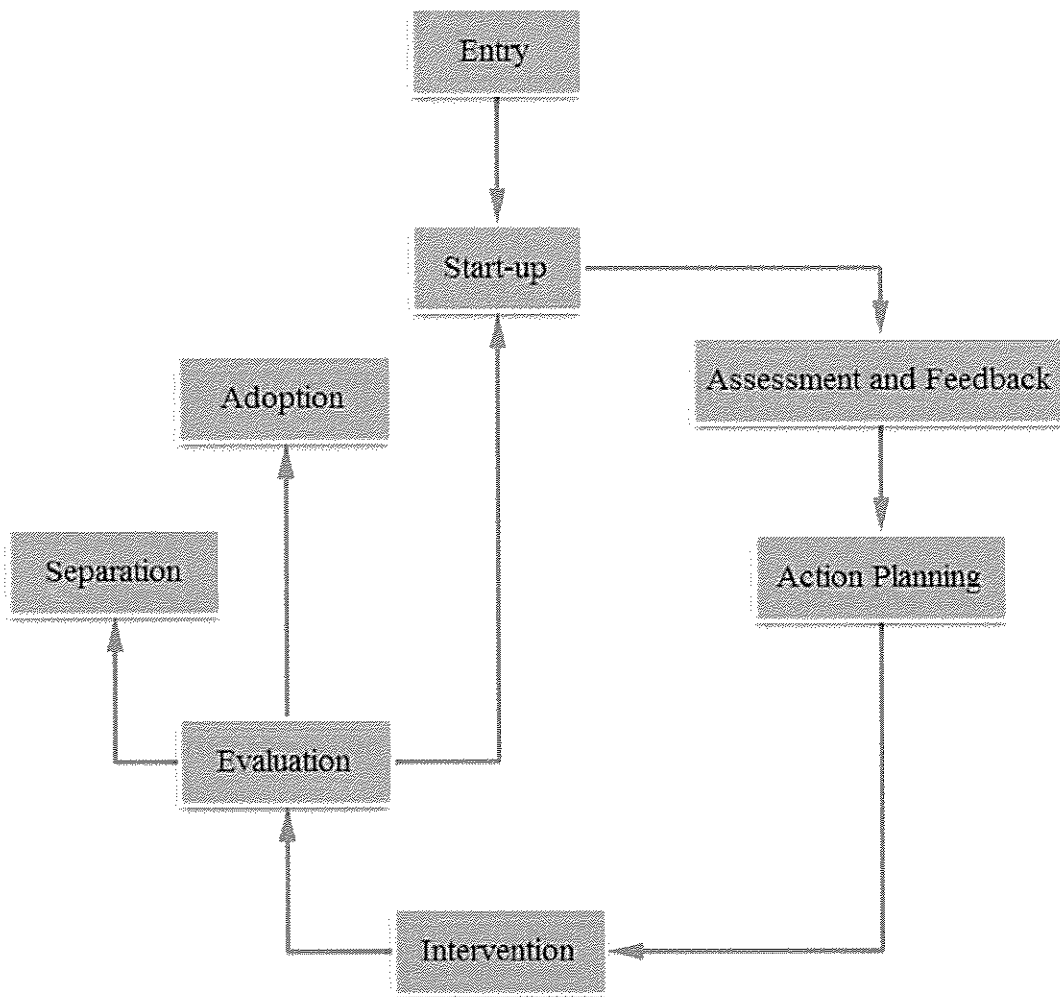 Entry
Start-up
Assessment and Feedback
Adoption
Action Planning
Separation
Evaluation
Intervention